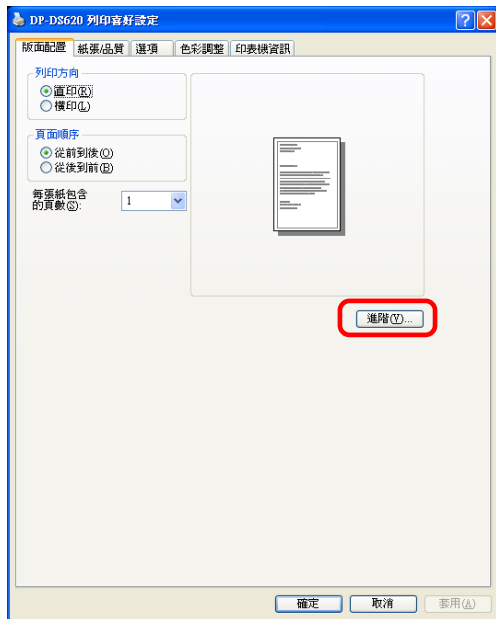 DP-DS620 列印喜好設定
版面配置 紙張/品質 選項 色彩調整 印表機資訊
列印方向
直印(R)
橫印(L)
頁面順序
從前到後(O)
從後到前(B)
每張紙包含
的頁數(S): 1
進階(V)...
確定 取消 套用(A)